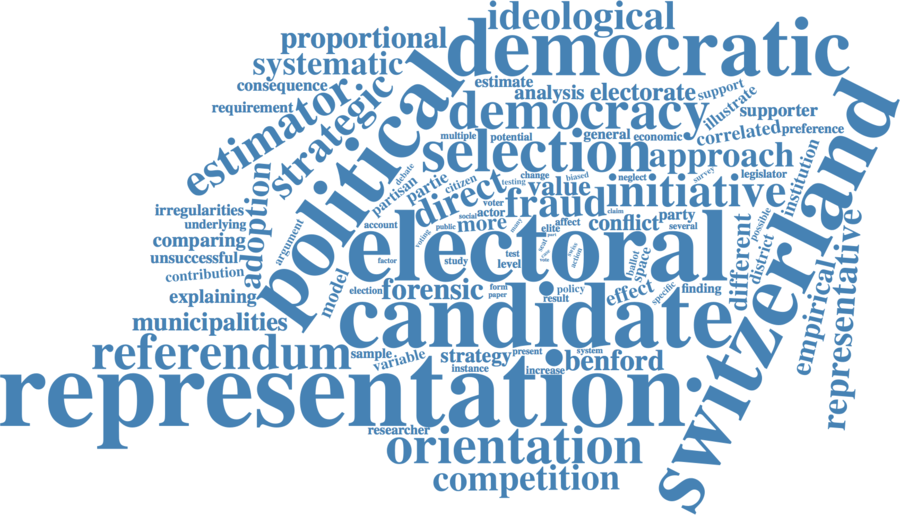 ideological
proportional
democratic
systematic
consequence
estimate
analysis
electorate
support
requirement
estimator
strategic
political
democracy
illustrate
supporter
multiple
potential
general
economic
correlated
preference
selection
approach
debate
partisan
partie
citizen
testing
change
biased
neglect
survey
legislator
institution
switzerland
adoption
direct
value
initiative
irregularities
underlying
voter
fraud
claim
social
actor
comparing
argument
account
public
more
voting
many
elite
affect
conflict
party
several
different
possible
unsuccessful
electoral
contribution
factor
study
test
level
seat
swiss
action
ballot
space
district
representative
explaining
model
election
forensic
form
paper
policy
result
effect
specific
finding
empirical
municipalities
candidate
referendum
sample
variable
strategy
present
system
instance
increase
benford
representation
researcher
orientation
competition